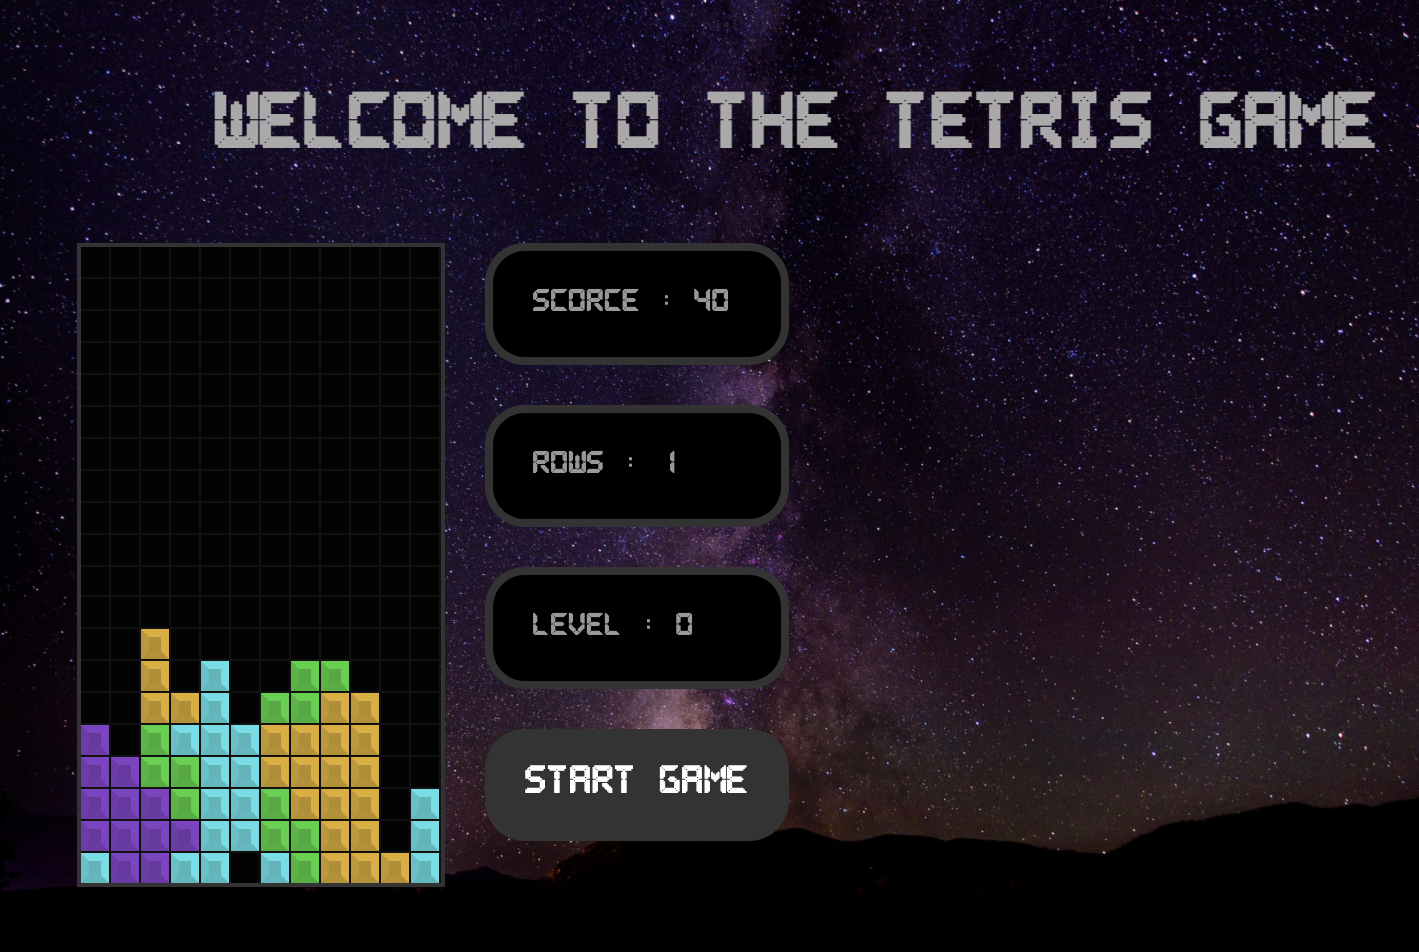 WELCOME TO THE TETRIS GAME
SCORCE : 40
ROWS : 1
LEVEL : 0
START GAME